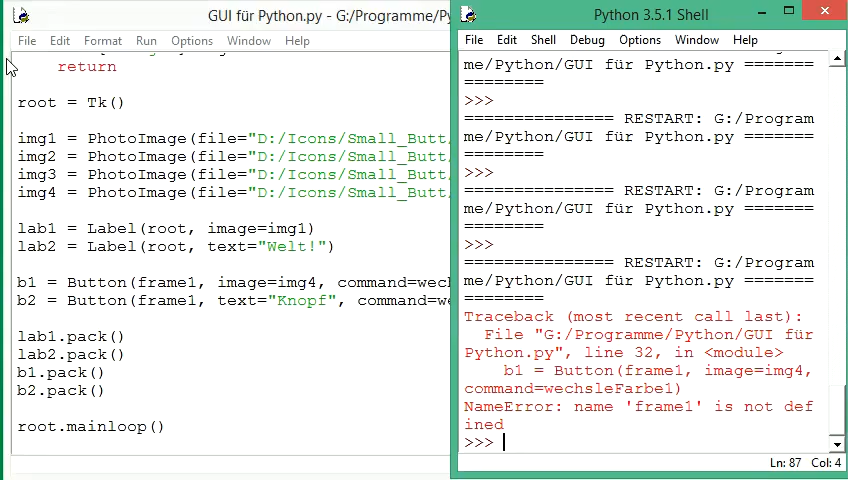 GUI für Python.py - G:/Programme/Py
File Edit Format Run Options Window Help
return
root = Tk()
img1 = PhotoImage(file="D:/Icons/Small_Butt
img2 = PhotoImage(file="D:/Icons/Small_Butt
img3 = PhotoImage(file="D:/Icons/Small_Butt
img4 = PhotoImage(file="D:/Icons/Small_Butt
lab1 = Label(root, image=img1)
lab2 = Label(root, text="Welt!")
b1 = Button(frame1, image=img4, command=wech
b2 = Button(frame1, text="Knopf", command=we
lab1.pack()
lab2.pack()
b1.pack()
b2.pack()
root.mainloop()
Python 3.5.1 Shell
File Edit Shell Debug Options Window Help
me/Python/GUI für Python.py =======
========
>>>
=============== RESTART: G:/Program
me/Python/GUI für Python.py =======
========
>>>
=============== RESTART: G:/Program
me/Python/GUI für Python.py =======
========
>>>
=============== RESTART: G:/Program
me/Python/GUI für Python.py =======
========
Traceback (most recent call last):
File "G:/Programme/Python/GUI für
Python.py", line 32, in <module>
b1 = Button(frame1, image=img4,
command=wechsleFarbe1)
NameError: name 'frame1' is not def
ined
>>>
Ln: 87 Col: 4